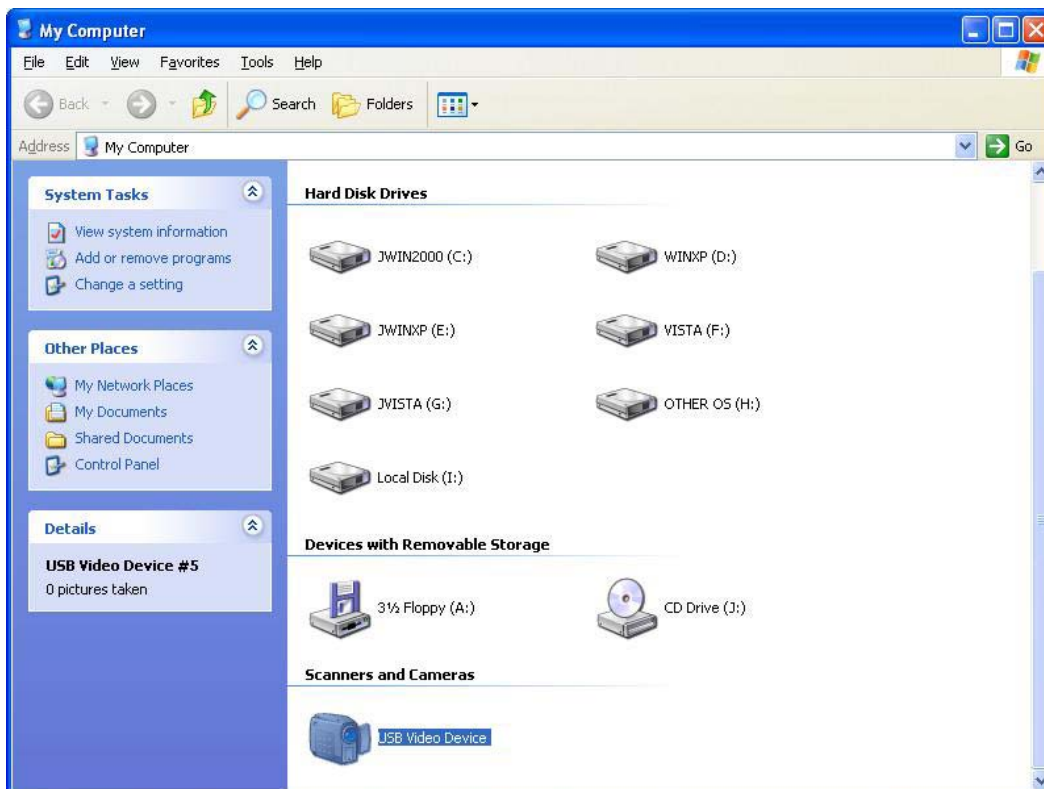 My Computer
File Edit View Favorites Tools Help
Back Search Folders
Address My Computer Go
System Tasks
View system information
Add or remove programs
Change a setting
Other Places
My Network Places
My Documents
Shared Documents
Control Panel
Details
USB Video Device #5
0 pictures taken
Hard Disk Drives
JWIN2000 (C:) WINXP (D:)
JWINXP (E:) VISTA (F:)
JVISTA (G:) OTHER OS (H:)
Local Disk (I:)
Devices with Removable Storage
3½ Floppy (A:) CD Drive (J:)
Scanners and Cameras
USB Video Device